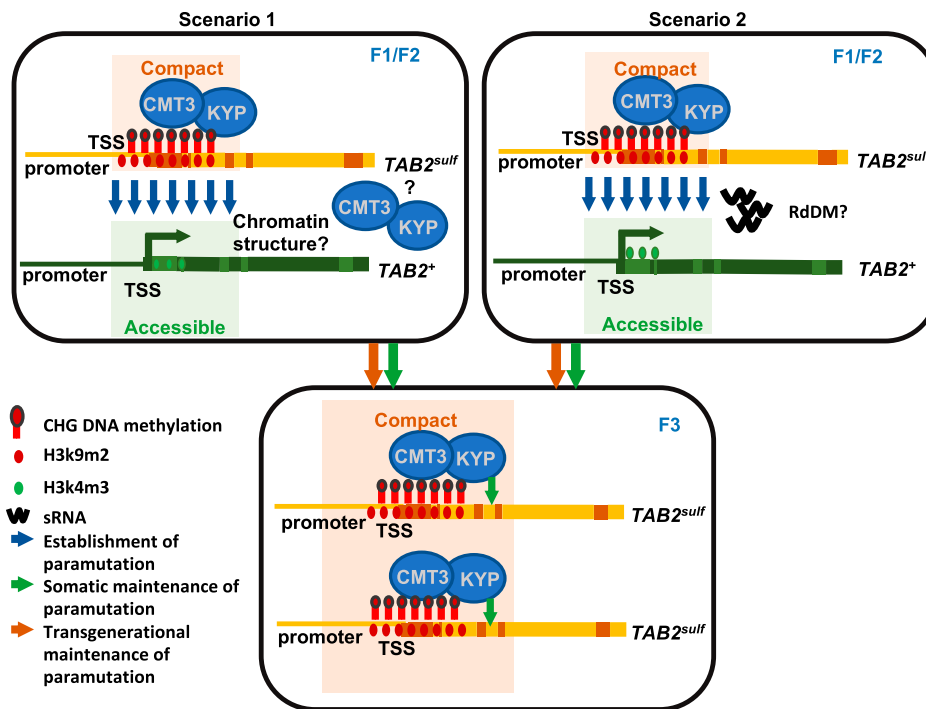 Scenario 1
F1/F2
Compact
CMT3
KYP
TSS
promoter
TAB2sulf
?
CMT3
KYP
Chromatin
structure?
promoter
TAB2+
TSS
Accessible
Scenario 2
F1/F2
Compact
CMT3
KYP
TSS
promoter
TAB2sul
RdDM?
promoter
TAB2+
TSS
Accessible
CHG DNA methylation
H3k9m2
H3k4m3
sRNA
Establishment of
paramutation
Somatic maintenance of
paramutation
Transgenerational
maintenance of
paramutation
F3
Compact
CMT3
KYP
promoter
TSS
TAB2sulf
CMT3
KYP
promoter
TSS
TAB2sulf